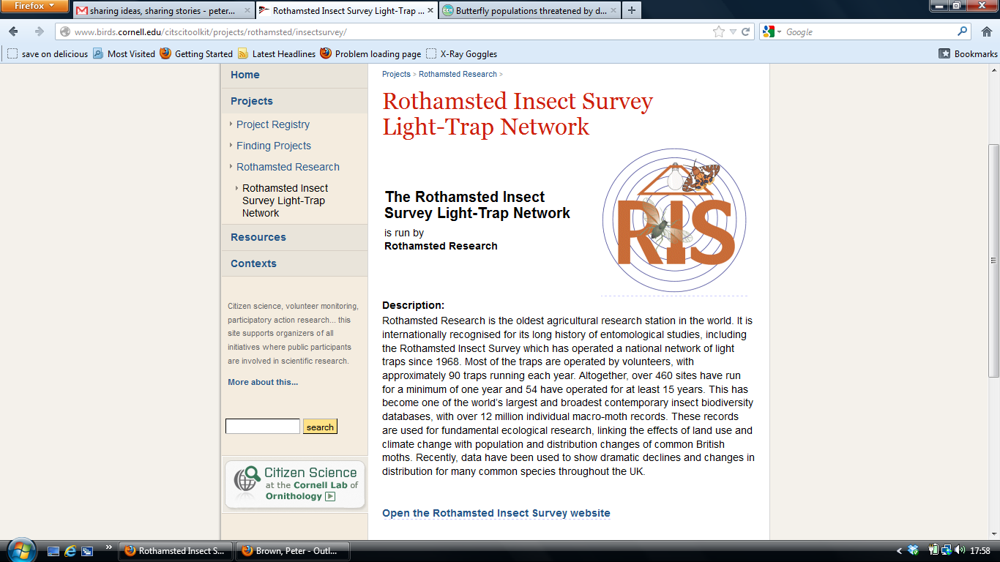 Firefox
sharing ideas, sharing stories - peter...
Rothamsted Insect Survey Light-Trap ...
Butterfly populations threatened by d...
www.birds.cornell.edu/citscitoolkit/projects/rothamsted/insectsurvey/
Google
save on delicious
Most Visited
Getting Started
Latest Headlines
Problem loading page
X-Ray Goggles
Bookmarks
Home
Projects
Project Registry
Finding Projects
Rothamsted Research
Rothamsted Insect
Survey Light-Trap
Network
Resources
Contexts
Citizen science, volunteer monitoring,
participatory action research... this
site supports organizers of all
initiatives where public participants
are involved in scientific research.
More about this...
search
Citizen Science
at the Cornell Lab of
Ornithology
Projects > Rothamsted Research >
Rothamsted Insect Survey
Light-Trap Network
The Rothamsted Insect
Survey Light-Trap Network
is run by
Rothamsted Research
RIS
Description:
Rothamsted Research is the oldest agricultural research station in the world. It is
internationally recognised for its long history of entomological studies, including
the Rothamsted Insect Survey which has operated a national network of light
traps since 1968. Most of the traps are operated by volunteers, with
approximately 90 traps running each year. Altogether, over 460 sites have run
for a minimum of one year and 54 have operated for at least 15 years. This has
become one of the world's largest and broadest contemporary insect biodiversity
databases, with over 12 million individual macro-moth records. These records
are used for fundamental ecological research, linking the effects of land use and
climate change with population and distribution changes of common British
moths. Recently, data have been used to show dramatic declines and changes in
distribution for many common species throughout the UK.
Open the Rothamsted Insect Survey website
Rothamsted Insect S...
Brown, Peter - Outl...
17:58